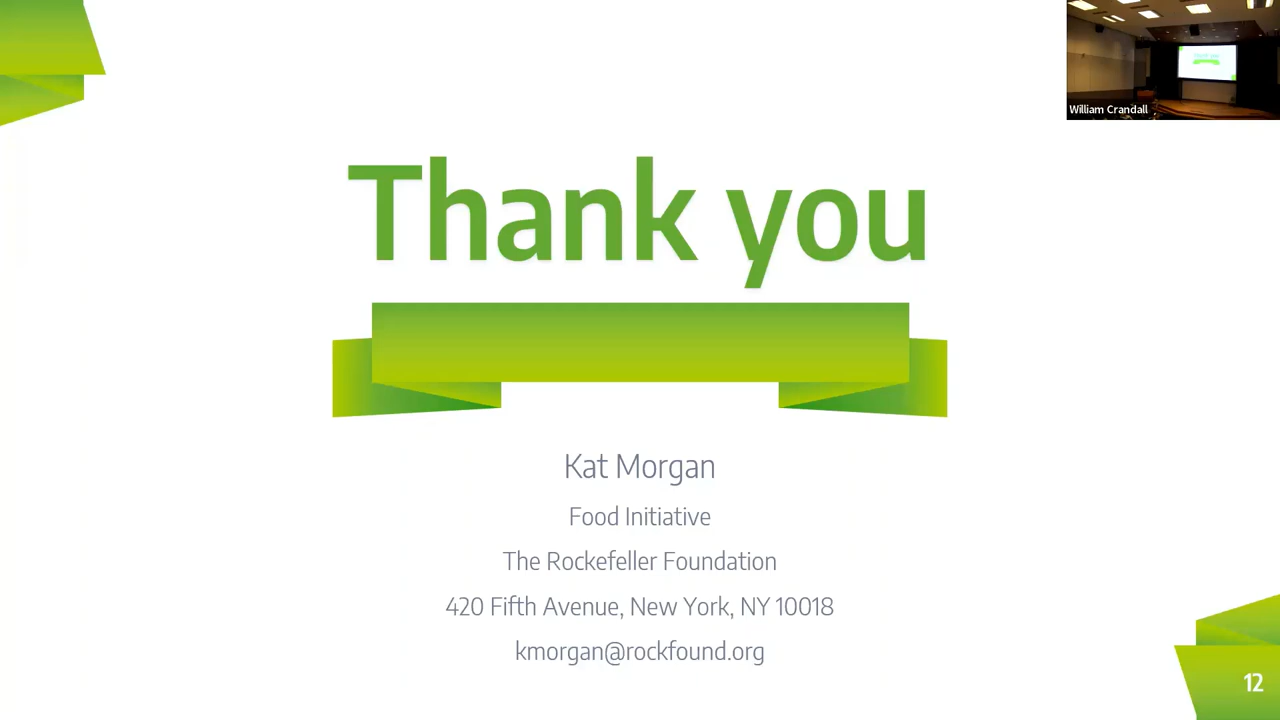 William Crandall
Thank you
Kat Morgan
Food Initiative
The Rockefeller Foundation
420 Fifth Avenue, New York, NY 10018
kmorgan@rockfound.org
12